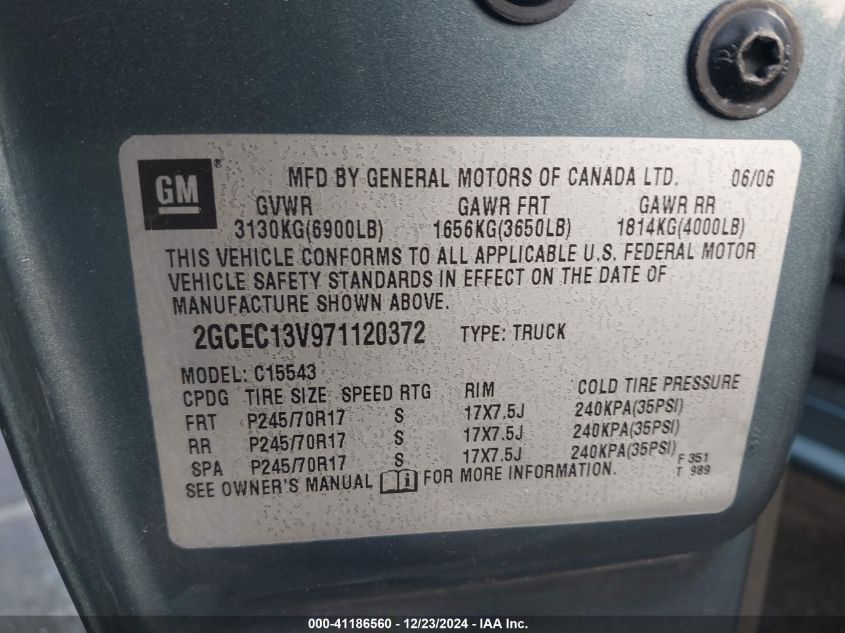 GM ® MFD BY GENERAL MOTORS OF CANADA LTD. 06/06
GVWR GAWR FRT GAWR RR
3130KG(6900LB) 1656KG(3650LB) 1814KG(4000LB)
THIS VEHICLE CONFORMS TO ALL APPLICABLE U.S. FEDERAL MOTOR
VEHICLE SAFETY STANDARDS IN EFFECT ON THE DATE OF
MANUFACTURE SHOWN ABOVE.
2GCEC13V971120372 TYPE: TRUCK
MODEL: C15543
CPDG TIRE SIZE SPEED RTG RIM COLD TIRE PRESSURE
FRT P245/70R17 S 17X7.5J 240KPA(35PSI)
RR P245/70R17 S 17X7.5J 240KPA(35PSI)
SPA P245/70R17 S 17X7.5J 240KPA(35PSI) F 351
SEE OWNER'S MANUAL FOR MORE INFORMATION. T 989
000-41186560 - 12/23/2024 - IAA Inc.